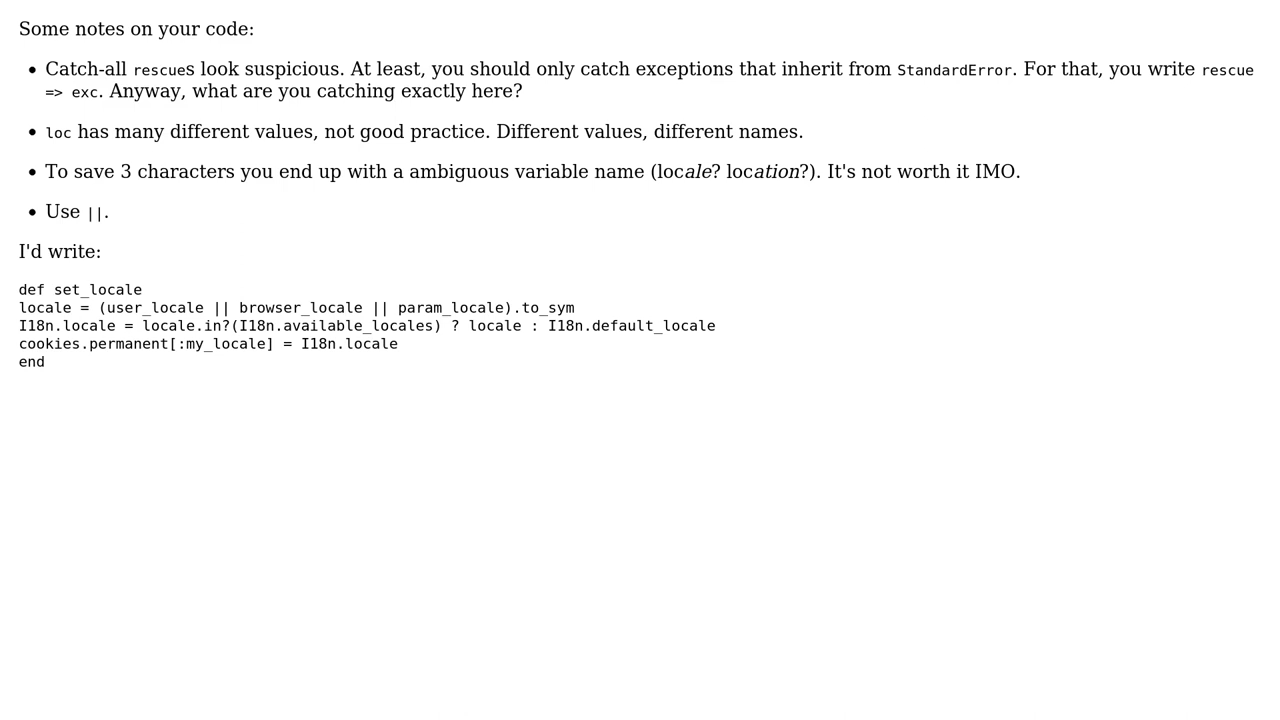 Some notes on your code:
Catch-all rescues look suspicious. At least, you should only catch exceptions that inherit from StandardError. For that, you write rescue
=> exc. Anyway, what are you catching exactly here?
loc has many different values, not good practice. Different values, different names.
To save 3 characters you end up with a ambiguous variable name (locale? location?). It's not worth it IMO.
Use ||.
I'd write:
def set_locale
locale = (user_locale || browser_locale || param_locale).to_sym
I18n.locale = locale.in?(I18n.available_locales) ? locale : I18n.default_locale
cookies.permanent[:my_locale] = I18n.locale
end